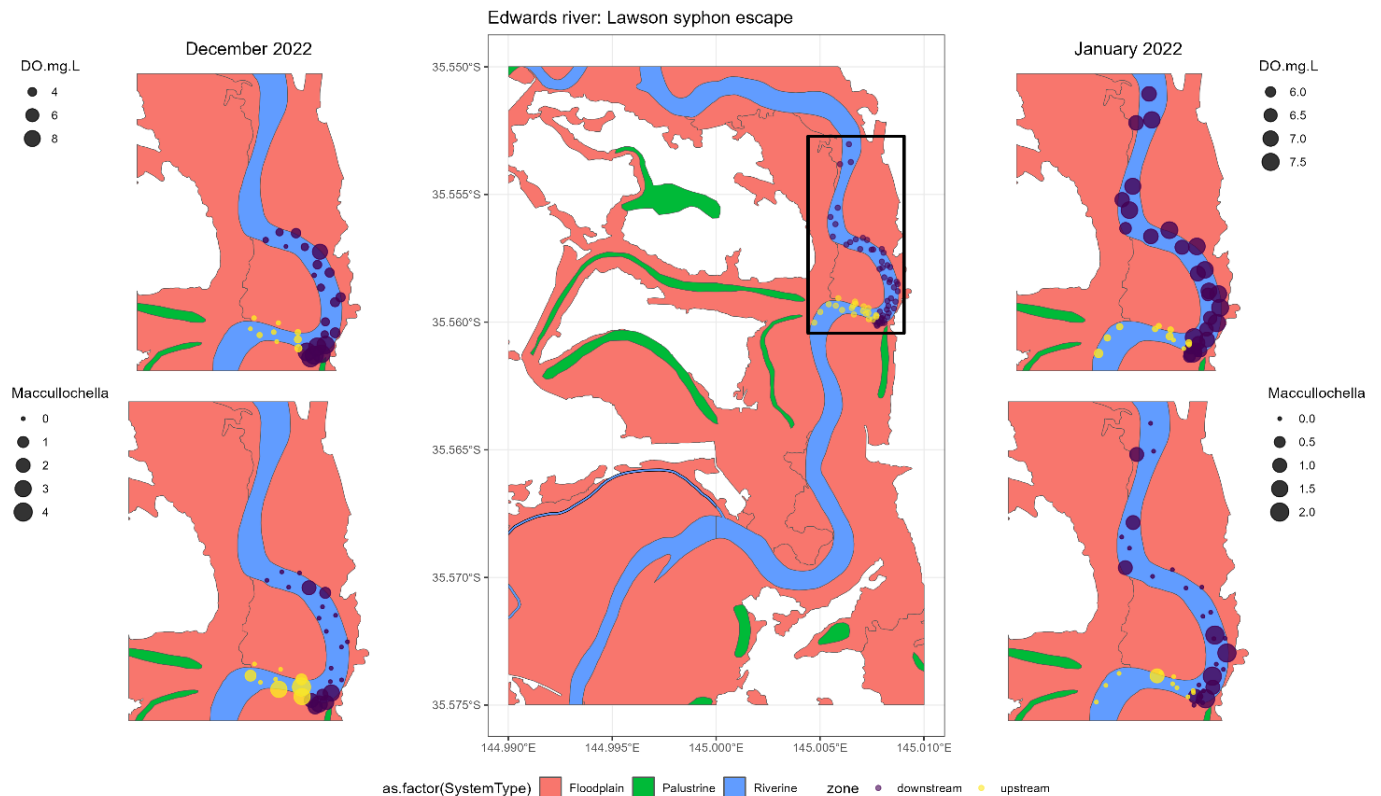 Edwards river: Lawson syphon escape
December 2022
DO.mg.L
4
6
8
Maccullochella
0
1
2
3
4
35.550°S
35.555°S
35.560°S
35.565°S
35.570°S
35.575°S
144.990°E 144.995°E 145.000°E 145.005°E 145.010°E
January 2022
DO.mg.L
6.0
6.5
7.0
7.5
Maccullochella
0.0
0.5
1.0
1.5
2.0
as.factor(SystemType) Floodplain Palustrine Riverine zone downstream upstream